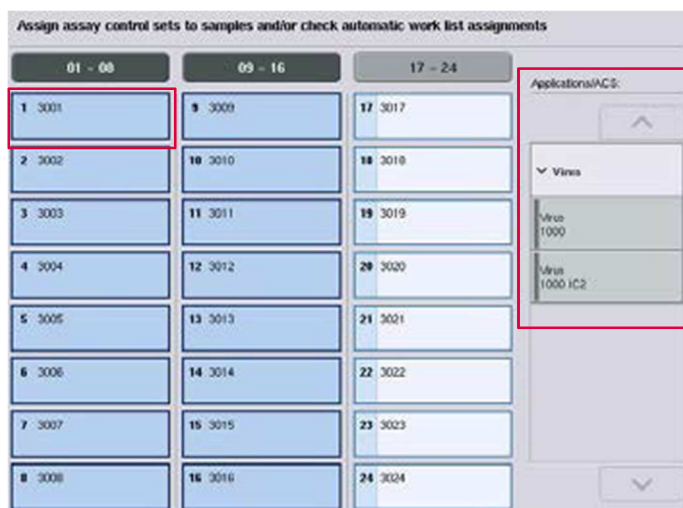 Assign assay control sets to samples and/or check automatic work list assignments
01 - 08
09 - 16
17 - 24
Applications/ACS:
1 3001
9 3009
17 3017
2 3002
10 3010
18 3018
Virus
3 3003
11 3011
19 3019
Virus
1000
4 3004
12 3012
20 3020
Virus
1000 IC2
5 3005
13 3013
21 3021
6 3006
14 3014
22 3022
7 3007
15 3015
23 3023
8 3008
16 3016
24 3024